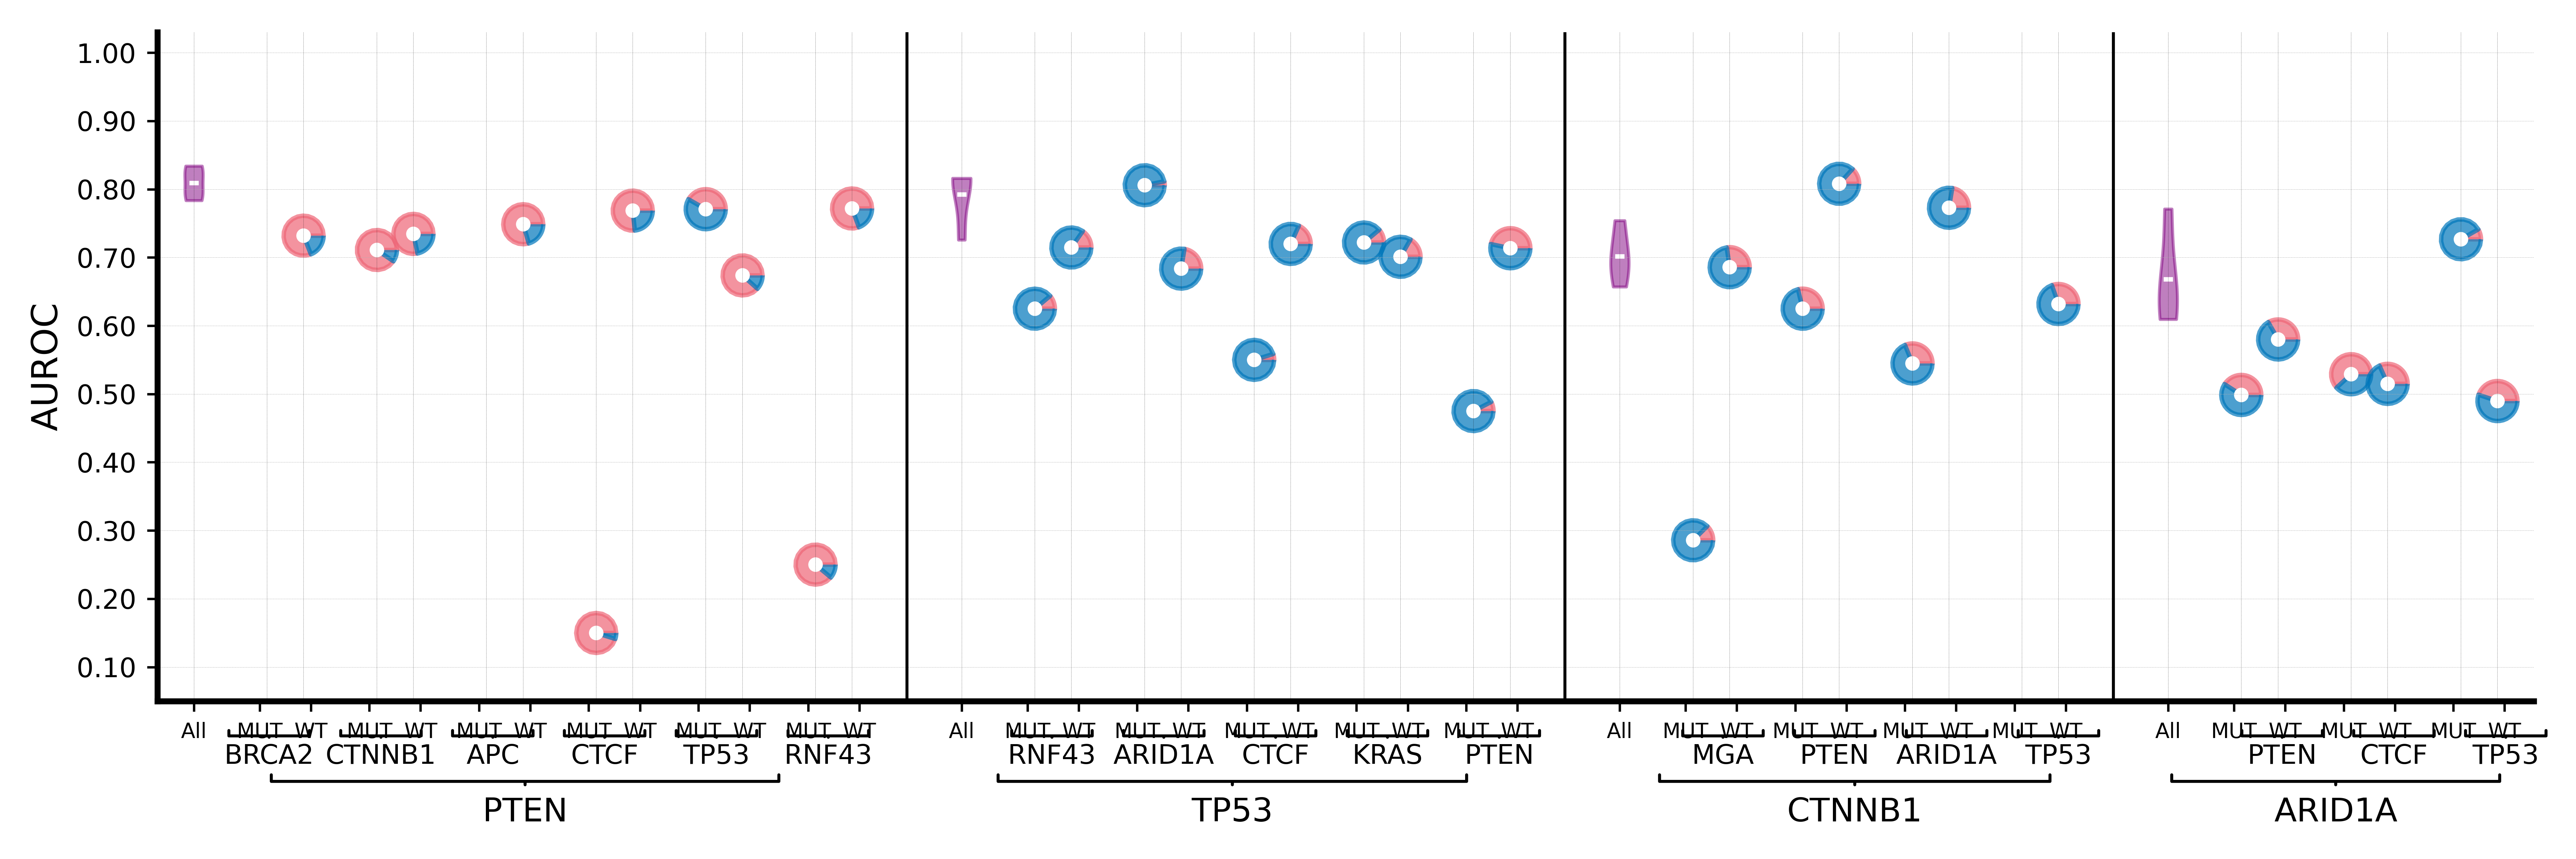 AUROC
1.00
0.90
0.80
0.70
0.60
0.50
0.40
0.30
0.20
0.10
All MUT WT MUT WT MUT WT MUT WT MUT WT MUT WT All MUT WT MUT WT MUT WT MUT WT MUT WT All MUT WT MUT WT MUT WT MUT WT All MUT WT MUT WT MUT WT
BRCA2 CTNNB1 APC CTCF TP53 RNF43 RNF43 ARID1A CTCF KRAS PTEN MGA PTEN ARID1A TP53 PTEN CTCF TP53
PTEN TP53 CTNNB1 ARID1A